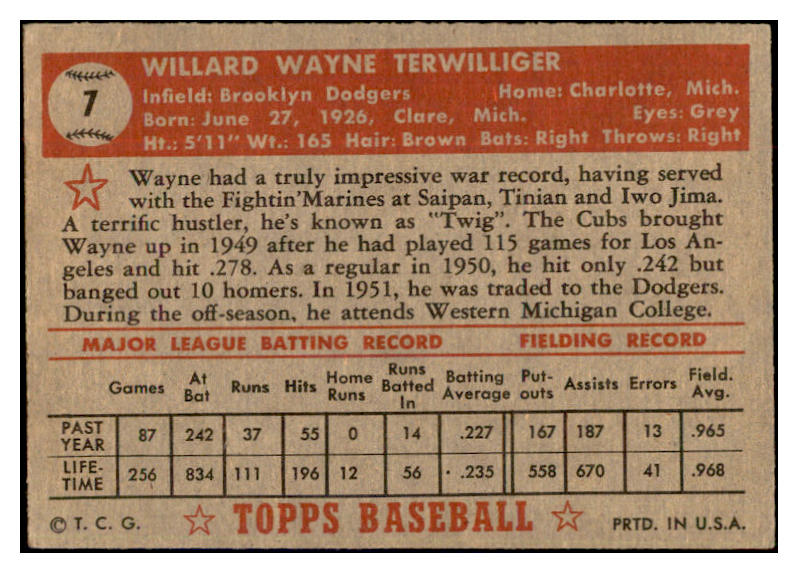 7
WILLARD WAYNE TERWILLIGER
Infield: Brooklyn Dodgers Home: Charlotte, Mich.
Born: June 27, 1926, Clare, Mich. Eyes: Grey
Ht.: 5'11" Wt.: 165 Hair: Brown Bats: Right Throws: Right
Wayne had a truly impressive war record, having served
with the Fightin' Marines at Saipan, Tinian and Iwo Jima.
A terrific hustler, he's known as "Twig". The Cubs brought
Wayne up in 1949 after he had played 115 games for Los An-
geles and hit .278. As a regular in 1950, he hit only .242 but
banged out 10 homers. In 1951, he was traded to the Dodgers.
During the off-season, he attends Western Michigan College.
MAJOR LEAGUE BATTING RECORD FIELDING RECORD
Games At Bat Runs Hits Home Runs Runs Batted In Batting Average Put-outs Assists Errors Field. Avg.
PAST YEAR 87 242 37 55 0 14 .227 167 187 13 .965
LIFE-TIME 256 834 111 196 12 56 .235 558 670 41 .968
© T. C. G. TOPPS BASEBALL PRTD. IN U.S.A.